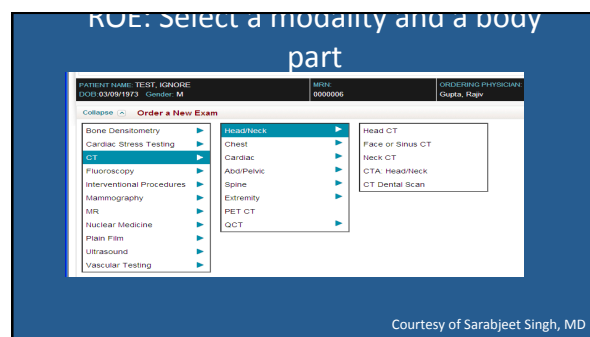 ROE: Select a modality and a body
part
PATIENT NAME: TEST, IGNORE
DOB:03/09/1973 Gender: M
MRN:
0000006
ORDERING PHYSICIAN:
Gupta, Rajiv
Collapse Order a New Exam
Bone Densitometry
Cardiac Stress Testing
CT
Fluoroscopy
Interventional Procedures
Mammography
MR
Nuclear Medicine
Plain Film
Ultrasound
Vascular Testing
Head/Neck
Chest
Cardiac
Abd/Pelvic
Spine
Extremity
PET CT
QCT
Head CT
Face or Sinus CT
Neck CT
CTA: Head/Neck
CT Dental Scan
Courtesy of Sarabjeet Singh, MD